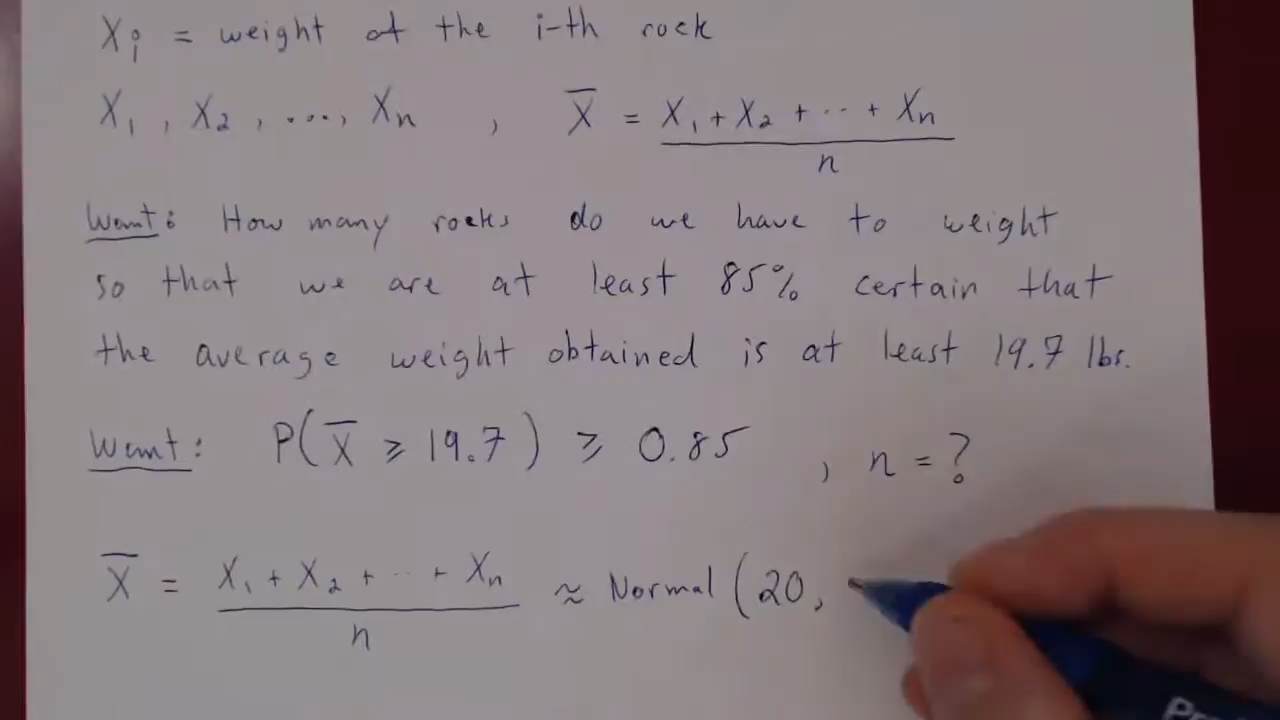 Xi = weight of the i-th rock
X1, X2, ..., Xn , X̄ = X1 + X2 + ... + Xn
n
Want: How many rocks do we have to weight
so that we are at least 85% certain that
the average weight obtained is at least 19.7 lbs.
Want: P(X̄ ≥ 19.7) ≥ 0.85 , n = ?
X̄ = X1 + X2 + ... + Xn ≈ Normal (20,
n